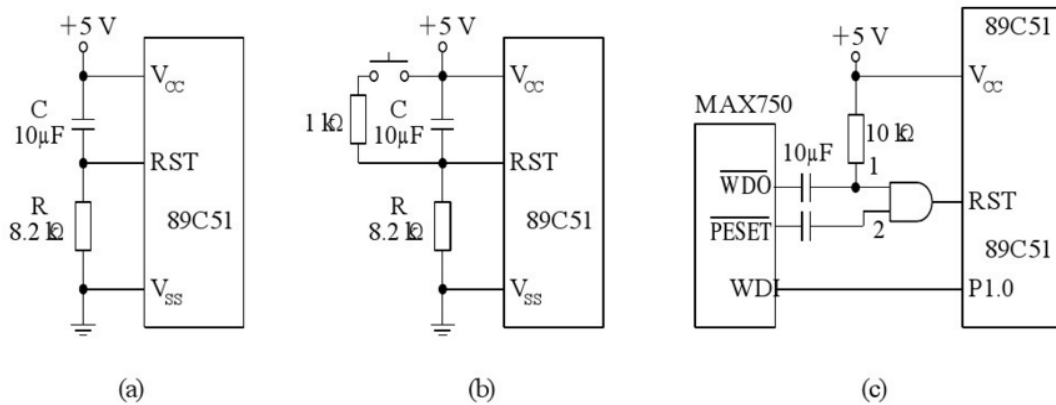 +5 V
V_CC
C
10μF
RST
R
8.2 kΩ
89C51
V_SS
(a)
+5 V
V_CC
1 kΩ
C
10μF
RST
R
8.2 kΩ
89C51
V_SS
(b)
89C51
+5 V
V_CC
MAX750
10 kΩ
10μF
1
WDO
RST
PESET
2
89C51
WDI
P1.0
(c)